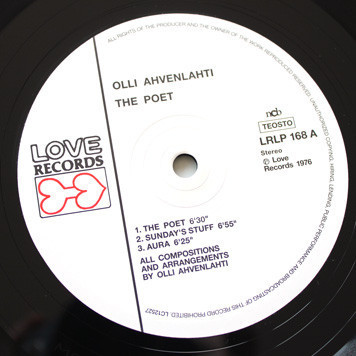 ALL RIGHTS OF THE PRODUCER AND THE OWNER OF THE WORK REPRODUCED RESERVED. UNAUTHORIZED COPYING, HIRING, LENDING, PUBLIC PERFORMANCE AND BROADCASTING OF THIS RECORD PROHIBITED. LC12527
OLLI AHVENLAHTI
THE POET
LOVE
RECORDS
ncb
TEOSTO
LRLP 168 A
Stereo
Ⓟ Love
Records 1976
1. THE POET 6'30"
2. SUNDAY'S STUFF 6'55"
3. AURA 6'25"
ALL COMPOSITIONS
AND ARRANGEMENTS
BY OLLI AHVENLAHTI